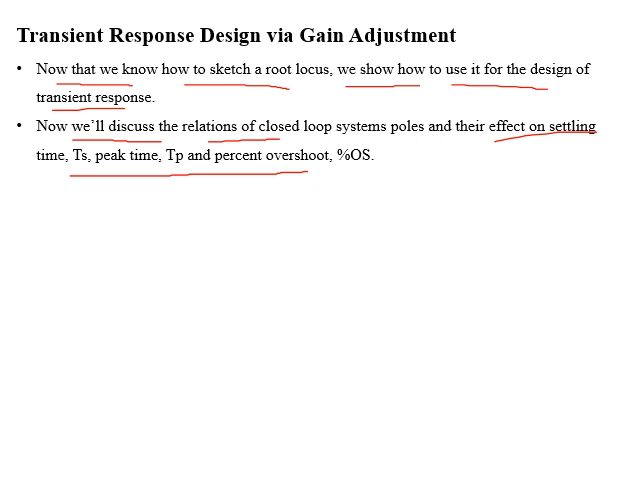 Transient Response Design via Gain Adjustment
• Now that we know how to sketch a root locus, we show how to use it for the design of
transient response.
• Now we'll discuss the relations of closed loop systems poles and their effect on settling
time, Ts, peak time, Tp and percent overshoot, %OS.